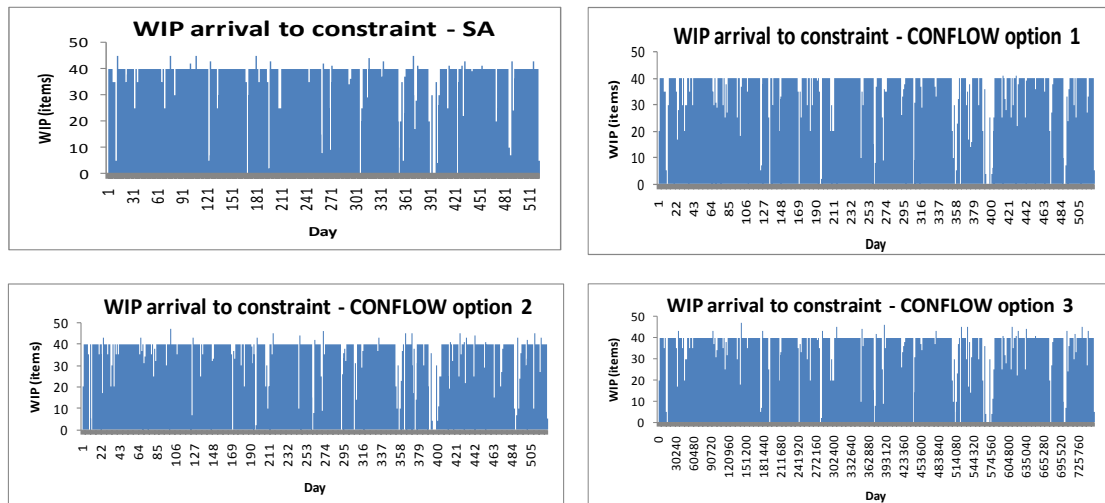 WIP arrival to constraint - SA
WIP (items)
50
40
30
20
10
0
1 31 61 91 121 151 181 211 241 271 301 331 361 391 421 451 481 511
Day
WIP arrival to constraint - CONFLOW option 1
WIP (items)
50
40
30
20
10
0
1 22 43 64 85 106 127 148 169 190 211 232 253 274 295 316 337 358 379 400 421 442 463 484 505
Day
WIP arrival to constraint - CONFLOW option 2
WIP (items)
50
40
30
20
10
0
1 22 43 64 85 106 127 148 169 190 211 232 253 274 295 316 337 358 379 400 421 442 463 484 505
Day
WIP arrival to constraint - CONFLOW option 3
WIP (items)
50
40
30
20
10
0
0 30240 60480 90720 120960 151200 181440 211680 241920 272160 302400 332640 362880 393120 423360 453600 483840 514080 544320 574560 604800 635040 665280 695520 725760
Day